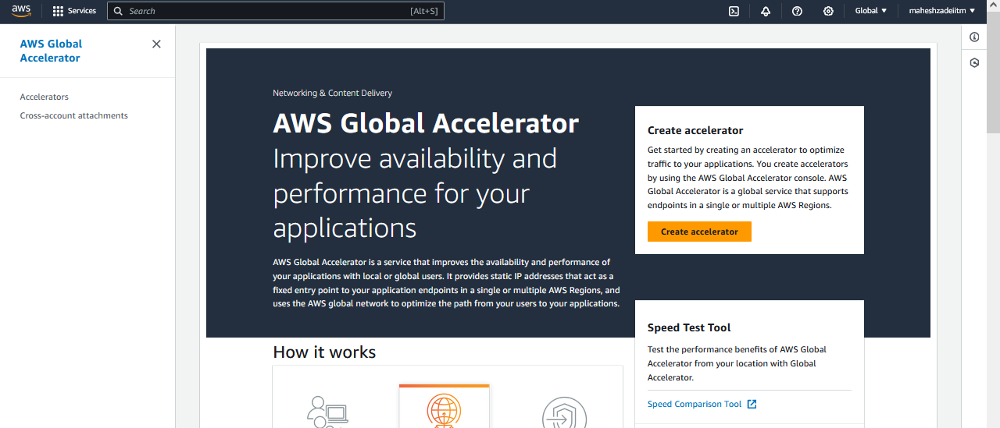 aws
Services
Search
[Alt+S]
Global
maheshzadeiitm
AWS Global
Accelerator
Accelerators
Cross-account attachments
Networking & Content Delivery
AWS Global Accelerator
Improve availability and
performance for your
applications
AWS Global Accelerator is a service that improves the availability and performance of
your applications with local or global users. It provides static IP addresses that act as a
fixed entry point to your application endpoints in a single or multiple AWS Regions, and
uses the AWS global network to optimize the path from your users to your applications.
Create accelerator
Get started by creating an accelerator to optimize
traffic to your applications. You create accelerators
by using the AWS Global Accelerator console. AWS
Global Accelerator is a global service that supports
endpoints in a single or multiple AWS Regions.
Create accelerator
Speed Test Tool
Test the performance benefits of AWS Global
Accelerator from your location with Global
Accelerator.
Speed Comparison Tool
How it works